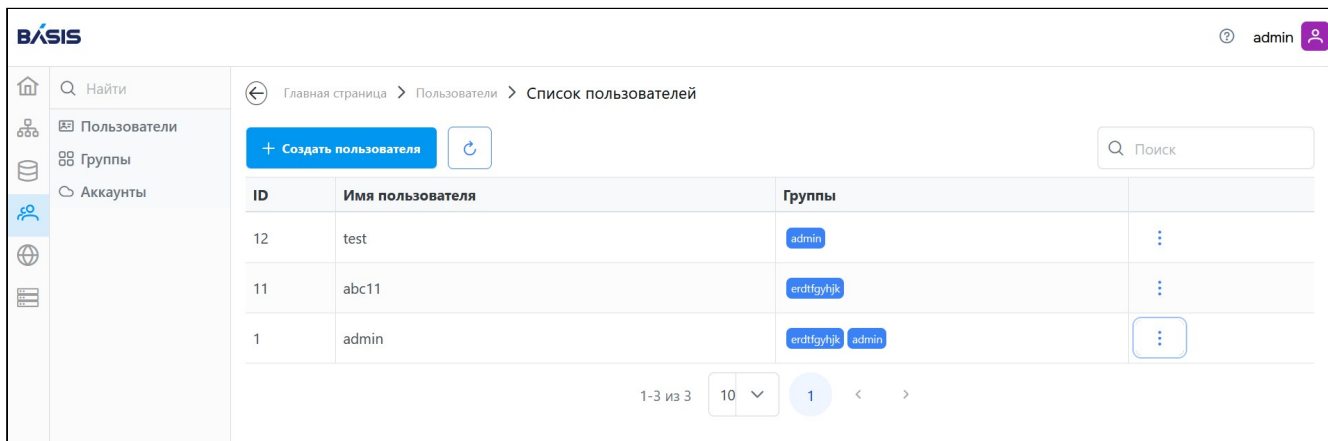 BÁSIS
admin
Найти
Пользователи
Группы
Аккаунты
Главная страница > Пользователи > Список пользователей
+ Создать пользователя
Поиск
ID Имя пользователя Группы
12 test admin
11 abc11 erdtfgyhjk
1 admin erdtfgyhjk admin
1-3 из 3 10 1 < >